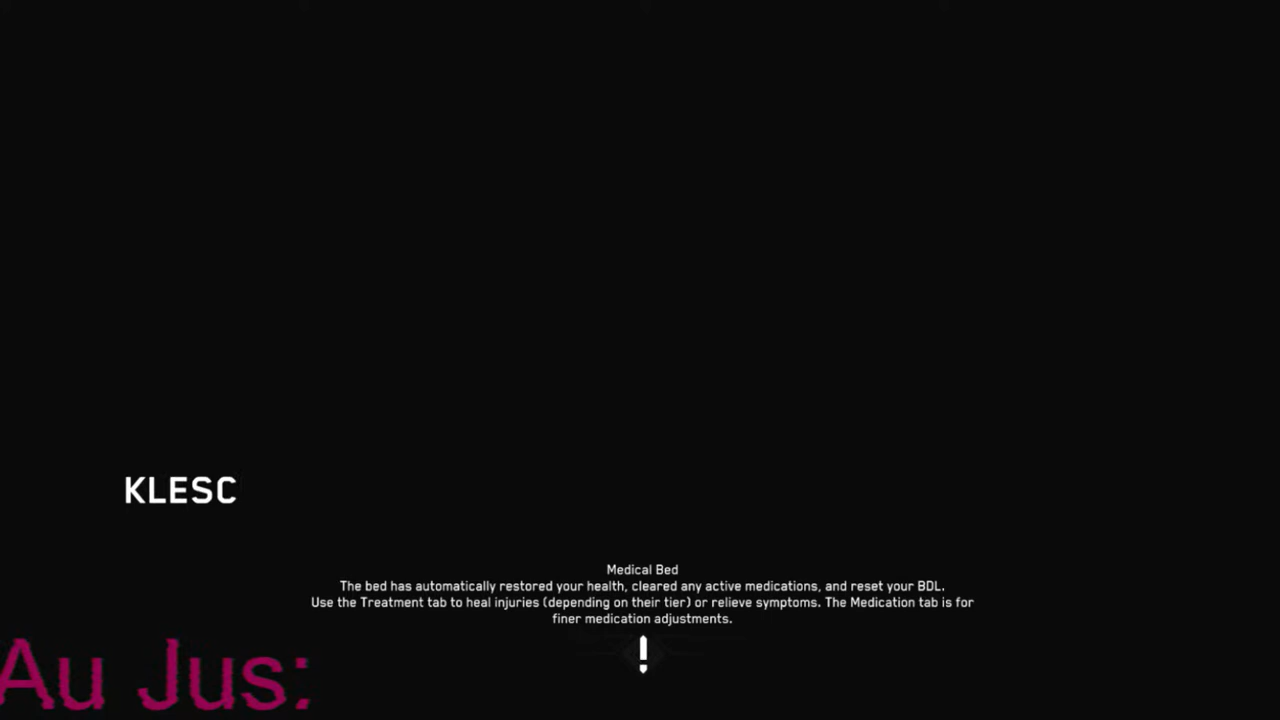 KLESC
Medical Bed
The bed has automatically restored your health, cleared any active medications, and reset your BDL.
Use the Treatment tab to heal injuries (depending on their tier) or relieve symptoms. The Medication tab is for
finer medication adjustments.
Au Jus: